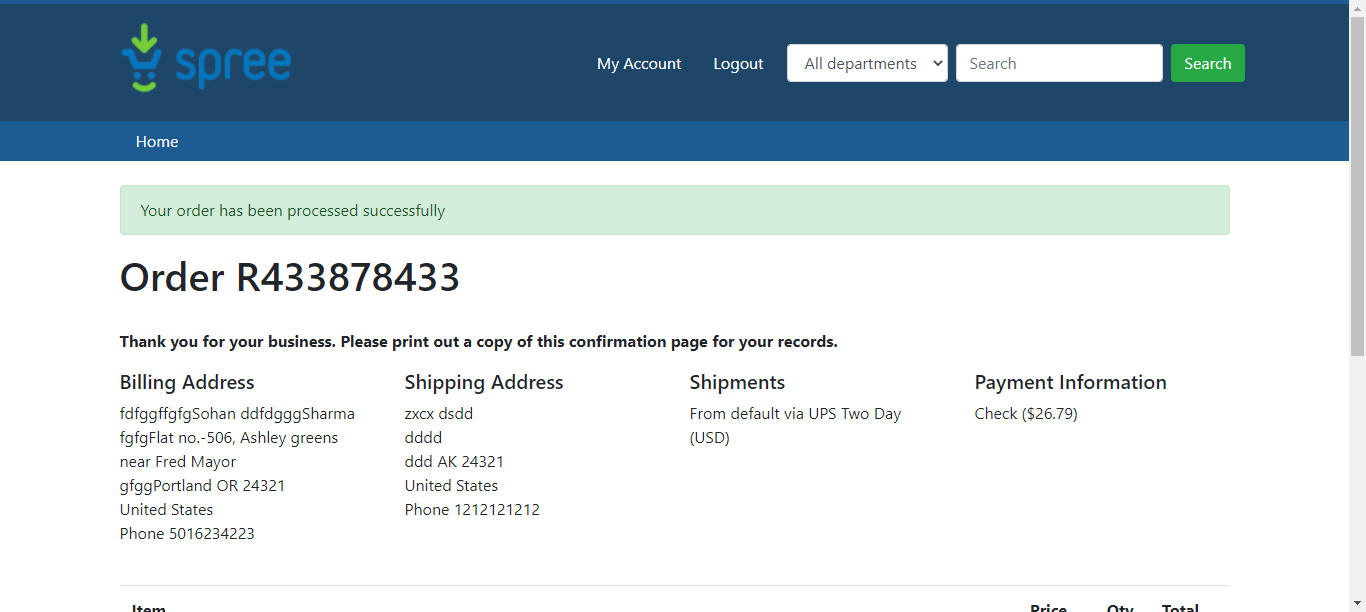 spree
My Account
Logout
All departments
Search
Search
Home
Your order has been processed successfully
Order R433878433
Thank you for your business. Please print out a copy of this confirmation page for your records.
Billing Address
fdfggffgfgSohan ddfdgggSharma
fgfgFlat no.-506, Ashley greens
near Fred Mayor
gfggPortland OR 24321
United States
Phone 5016234223
Shipping Address
zxcx dsdd
dddd
ddd AK 24321
United States
Phone 1212121212
Shipments
From default via UPS Two Day
(USD)
Payment Information
Check ($26.79)
Item Price Qty Total